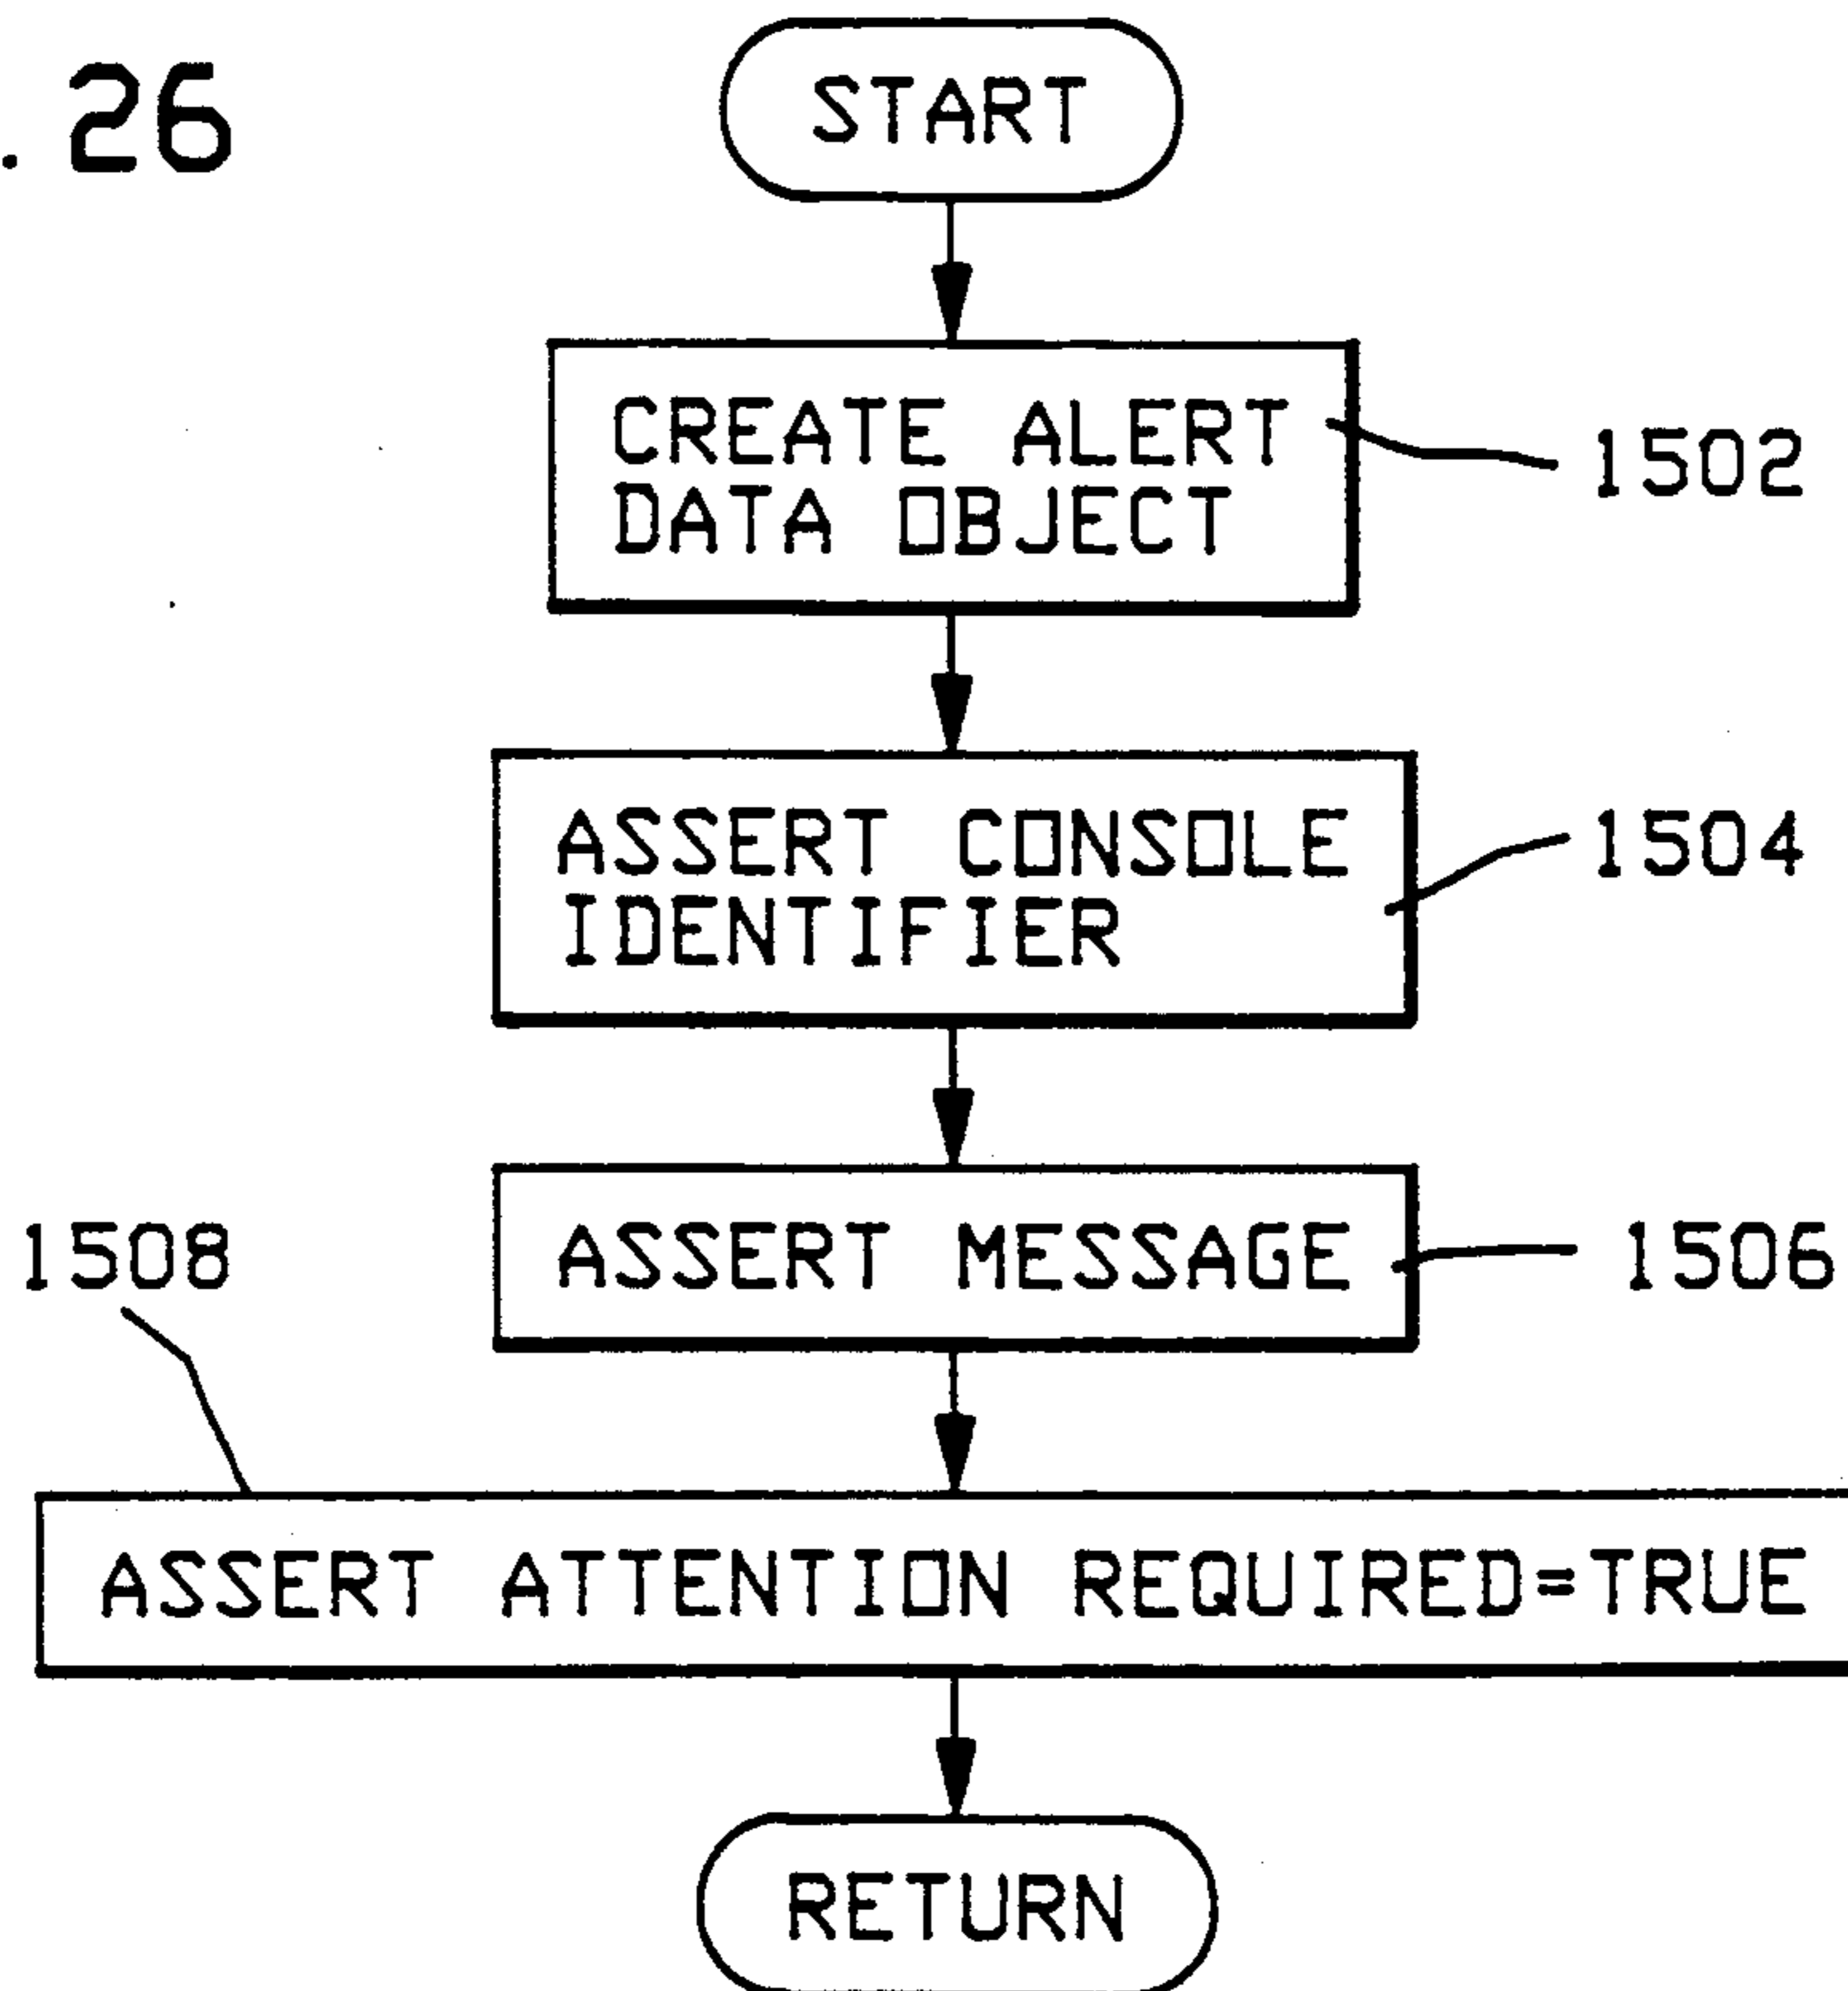 . 26
START
CREATE ALERT
DATA OBJECT
1502
ASSERT CONSOLE
IDENTIFIER
1504
ASSERT MESSAGE
1506
1508
ASSERT ATTENTION REQUIRED=TRUE
RETURN